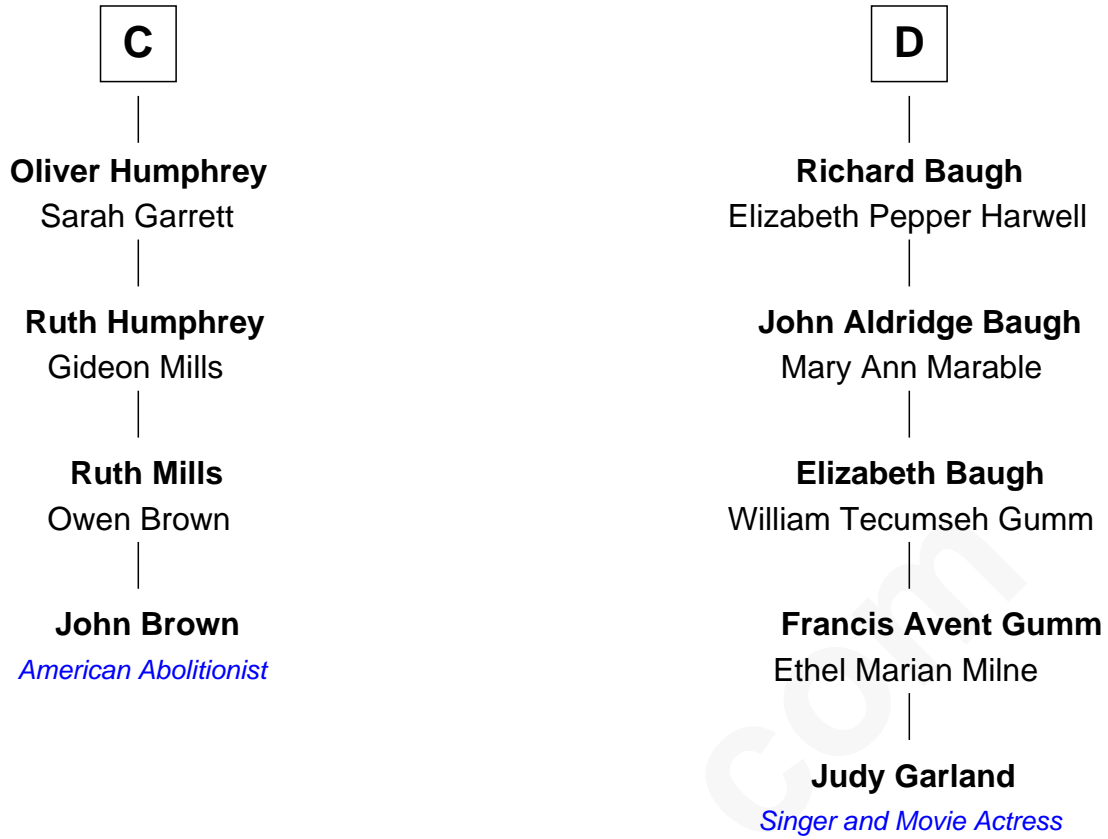 C
Oliver Humphrey
Sarah Garrett
Ruth Humphrey
Gideon Mills
Ruth Mills
Owen Brown
John Brown
American Abolitionist
D
Richard Baugh
Elizabeth Pepper Harwell
John Aldridge Baugh
Mary Ann Marable
Elizabeth Baugh
William Tecumseh Gumm
Francis Avent Gumm
Ethel Marian Milne
Judy Garland
Singer and Movie Actress
com